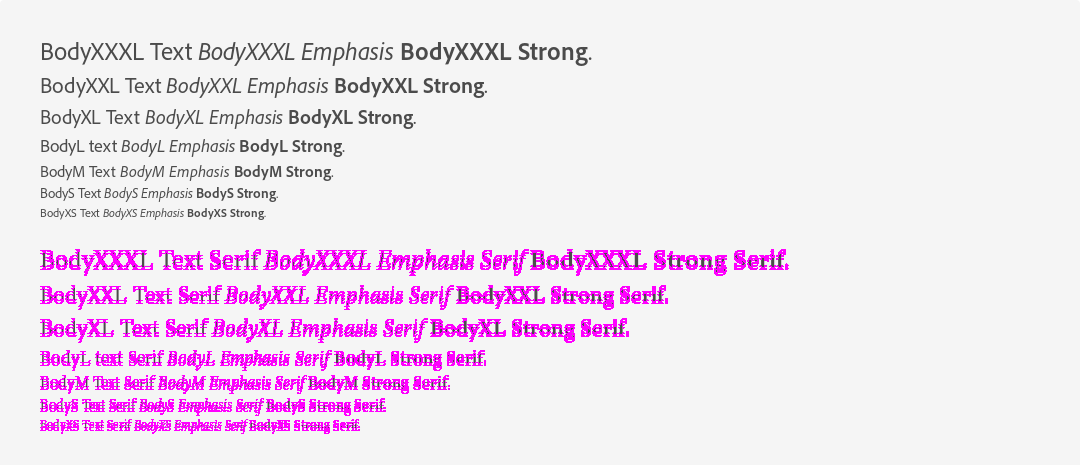 BodyXXXL Text BodyXXXL Emphasis BodyXXXL Strong.
BodyXXL Text BodyXXL Emphasis BodyXXL Strong.
BodyXL Text BodyXL Emphasis BodyXL Strong.
BodyL text BodyL Emphasis BodyL Strong.
BodyM Text BodyM Emphasis BodyM Strong.
BodyS Text BodyS Emphasis BodyS Strong.
BodyXS Text BodyXS Emphasis BodyXS Strong.
BodyXXXL Text Serif BodyXXXL Emphasis Serif BodyXXXL Strong Serif.
BodyXXL Text Serif BodyXXL Emphasis Serif BodyXXL Strong Serif.
BodyXL Text Serif BodyXL Emphasis Serif BodyXL Strong Serif.
BodyL text Serif BodyL Emphasis Serif BodyL Strong Serif.
BodyM Text Serif BodyM Emphasis Serif BodyM Strong Serif.
BodyS Text Serif BodyS Emphasis Serif BodyS Strong Serif.
BodyXS Text Serif BodyXS Emphasis Serif BodyXS Strong Serif.